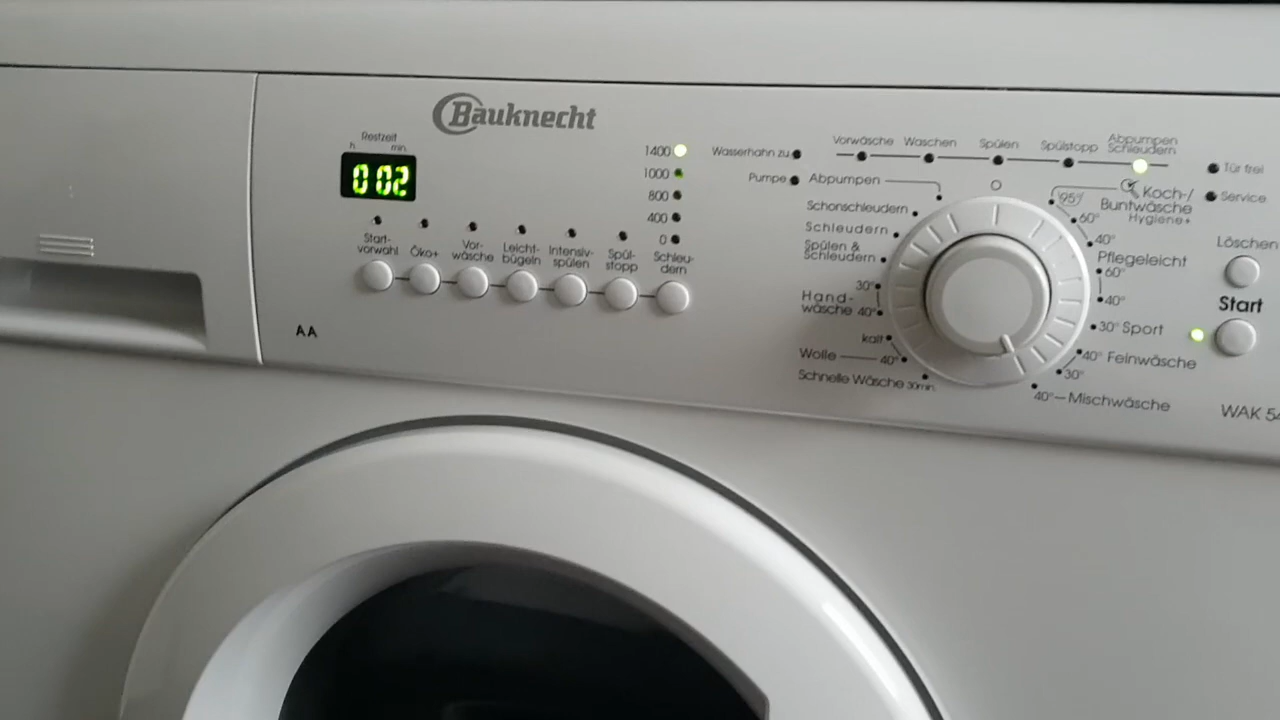 Bauknecht
Restzeit
h. min.
0 02
Start-
vorwahl
Öko+
Vor-
wäsche
Leicht-
bügeln
Intensiv-
spülen
Spül-
stopp
Schleu-
dern
1400
1000
800
400
0
AA
Wasserhahn zu
Pumpe
Vorwäsche
Waschen
Spülen
Spülstopp
Abpumpen
Schleudern
Tür frei
Service
Abpumpen
Schonschleudern
Schleudern
Spülen &
Schleudern
30°
Hand-
wäsche 40°
kalt
Wolle 40°
Schnelle Wäsche 30min.
95°
Koch-/
Buntwäsche
Hygiene+
60°
40°
Pflegeleicht
60°
40°
30° Sport
40° Feinwäsche
30°
40° Mischwäsche
Löschen
Start
WAK 54